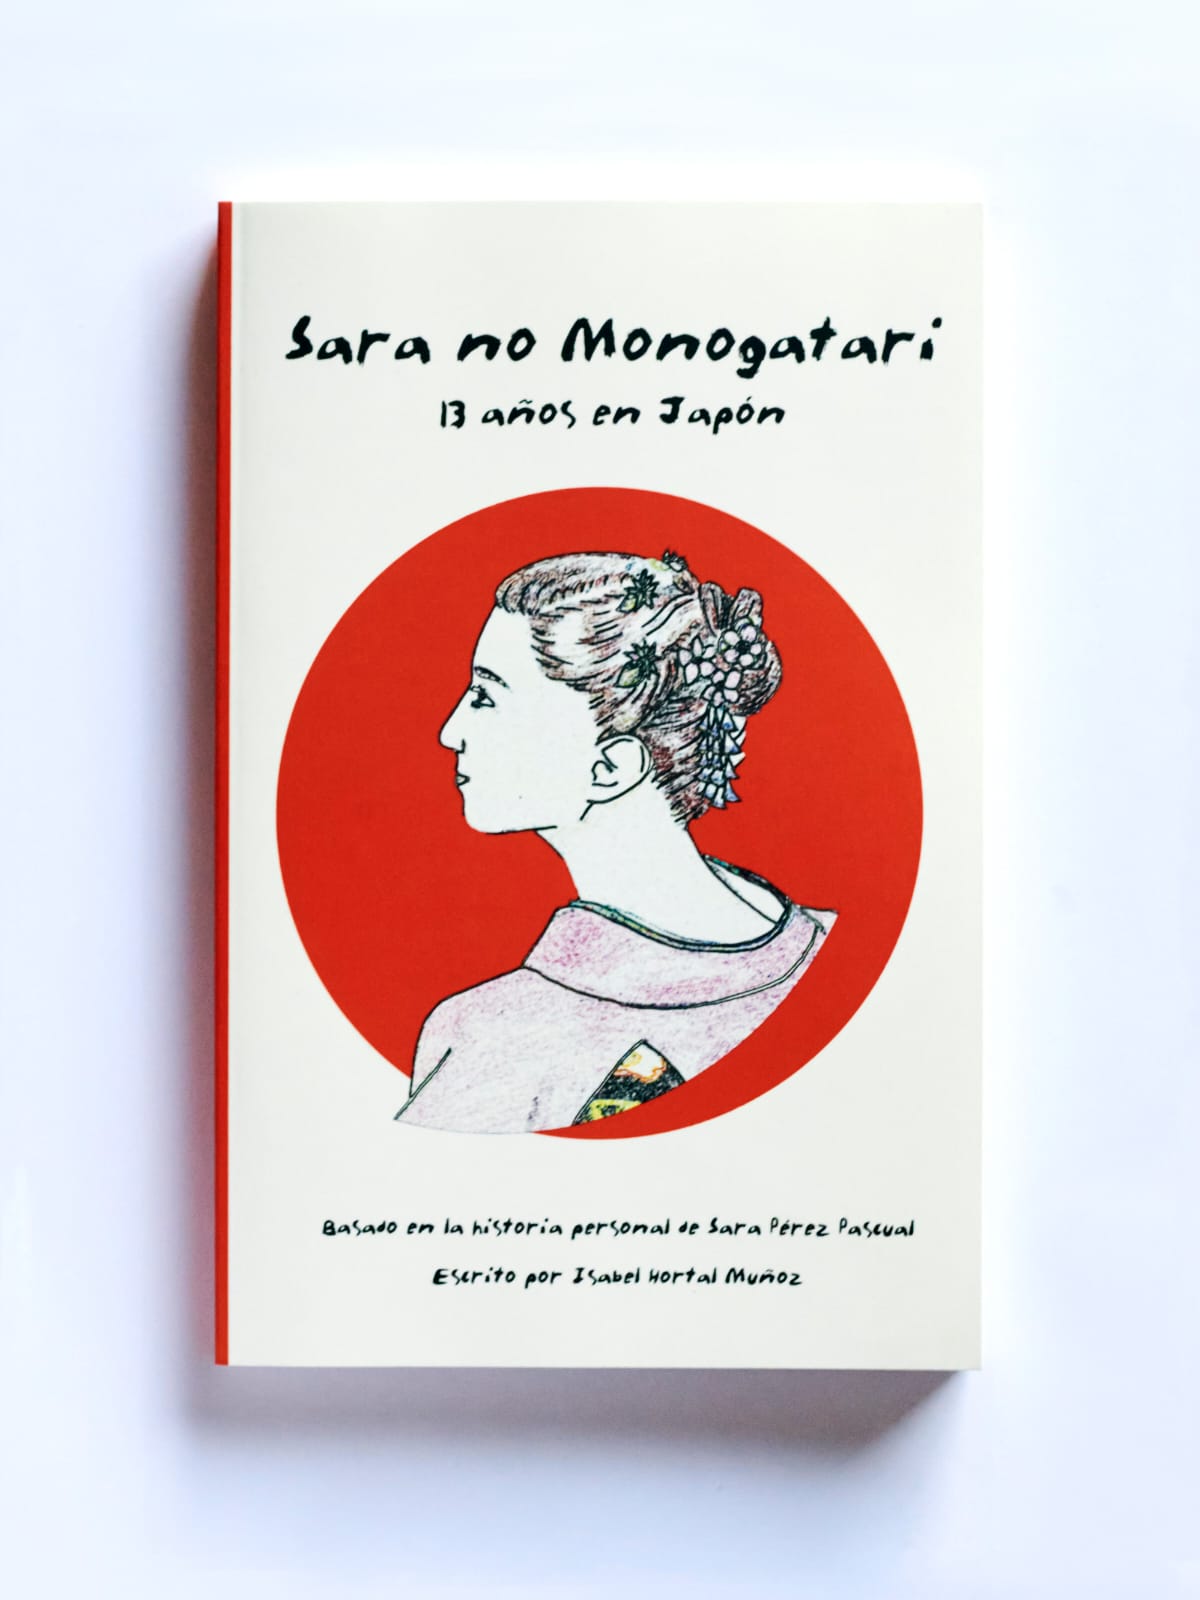 Sara no Monogatari
13 años en Japón
Basado en la historia personal de Sara Pérez Pascual
Escrito por Isabel Hortal Muñoz